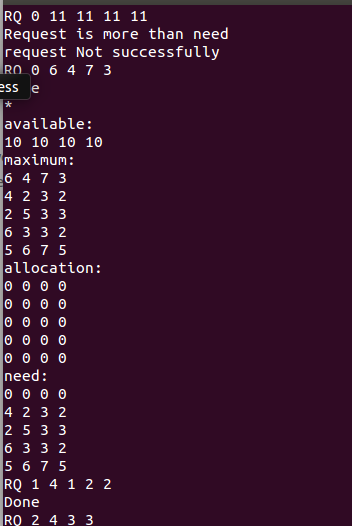 RQ 0 11 11 11 11
Request is more than need
request Not successfully
RQ 0 6 4 7 3
ess e
*
available:
10 10 10 10
maximum:
6 4 7 3
4 2 3 2
2 5 3 3
6 3 3 2
5 6 7 5
allocation:
0 0 0 0
0 0 0 0
0 0 0 0
0 0 0 0
0 0 0 0
need:
0 0 0 0
4 2 3 2
2 5 3 3
6 3 3 2
5 6 7 5
RQ 1 4 1 2 2
Done
RQ 2 4 3 3